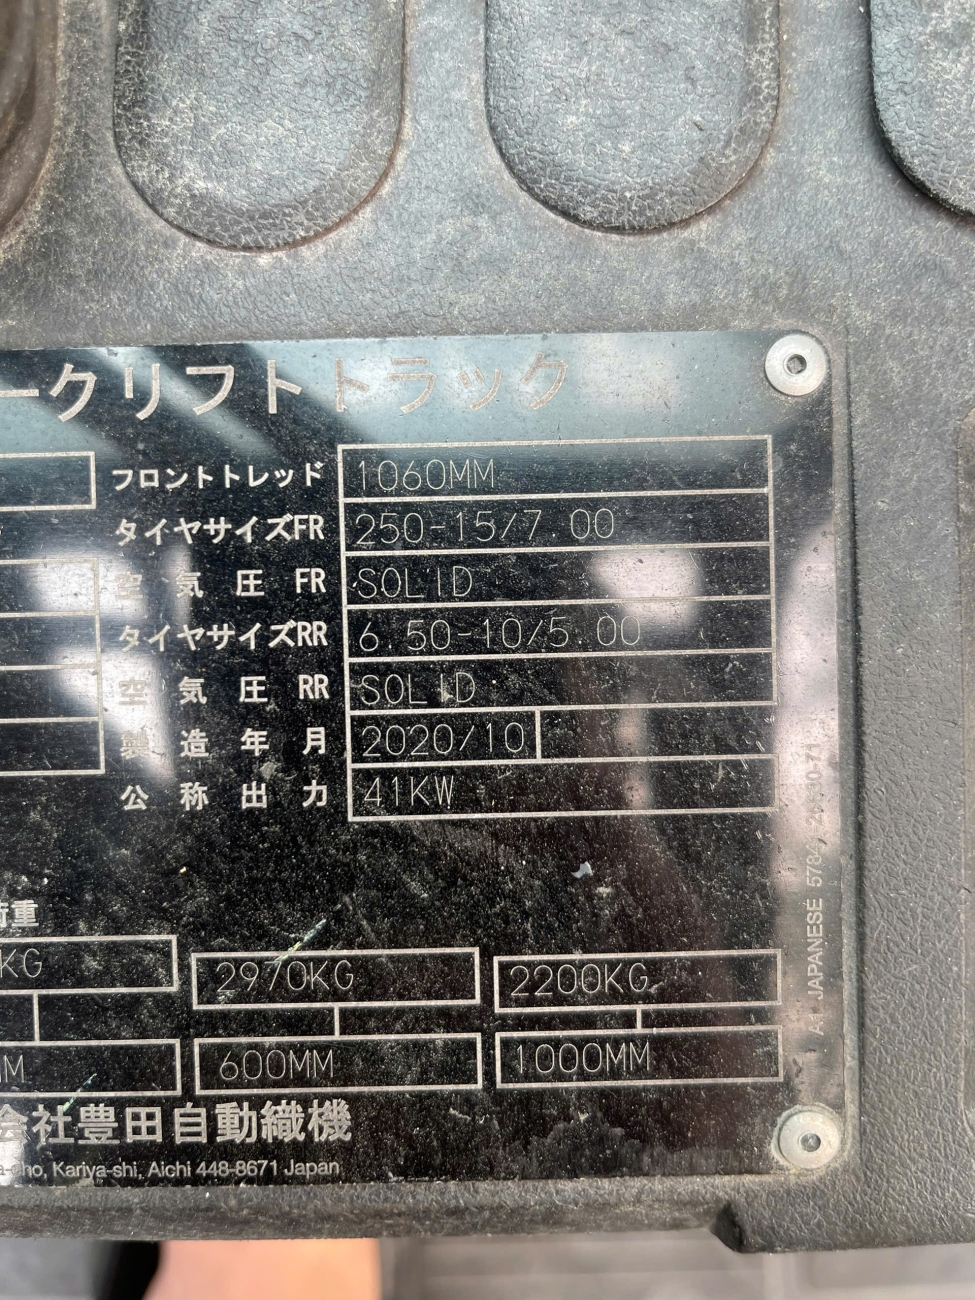 ークリフトトラック
フロントトレッド 1060MM
タイヤサイズFR 250-15/7.00
空気圧 FR SOLID
タイヤサイズRR 6.50-10/5.00
空気圧 RR SOLID
製造年月 2020/10
公称出力 41KW
荷重
KG 2970KG 2200KG
MM 600MM 1000MM
会社豊田自動織機
Kariya-shi, Aichi 448-8671 Japan
JAPANESE